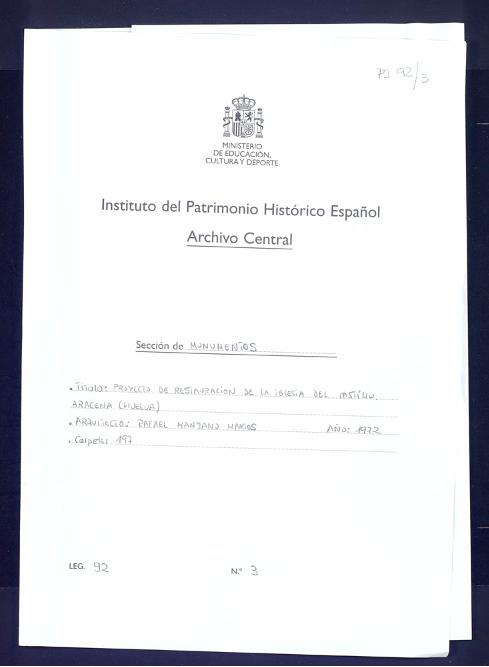 PI 92/3
MINISTERIO
DE EDUCACIÓN,
CULTURA Y DEPORTE
Instituto del Patrimonio Histórico Español
Archivo Central
Sección de MONUMENTOS
. TITULO: PROYECTO DE RESTAURACION DE LA IGLESIA DEL CASTILLO.
ARACENA (HUELVA)
. ARQUITECTO: RAFAEL MANZANO MARTOS AÑO: 1972
. Carpeta: 197
LEG. 92 N.º 3